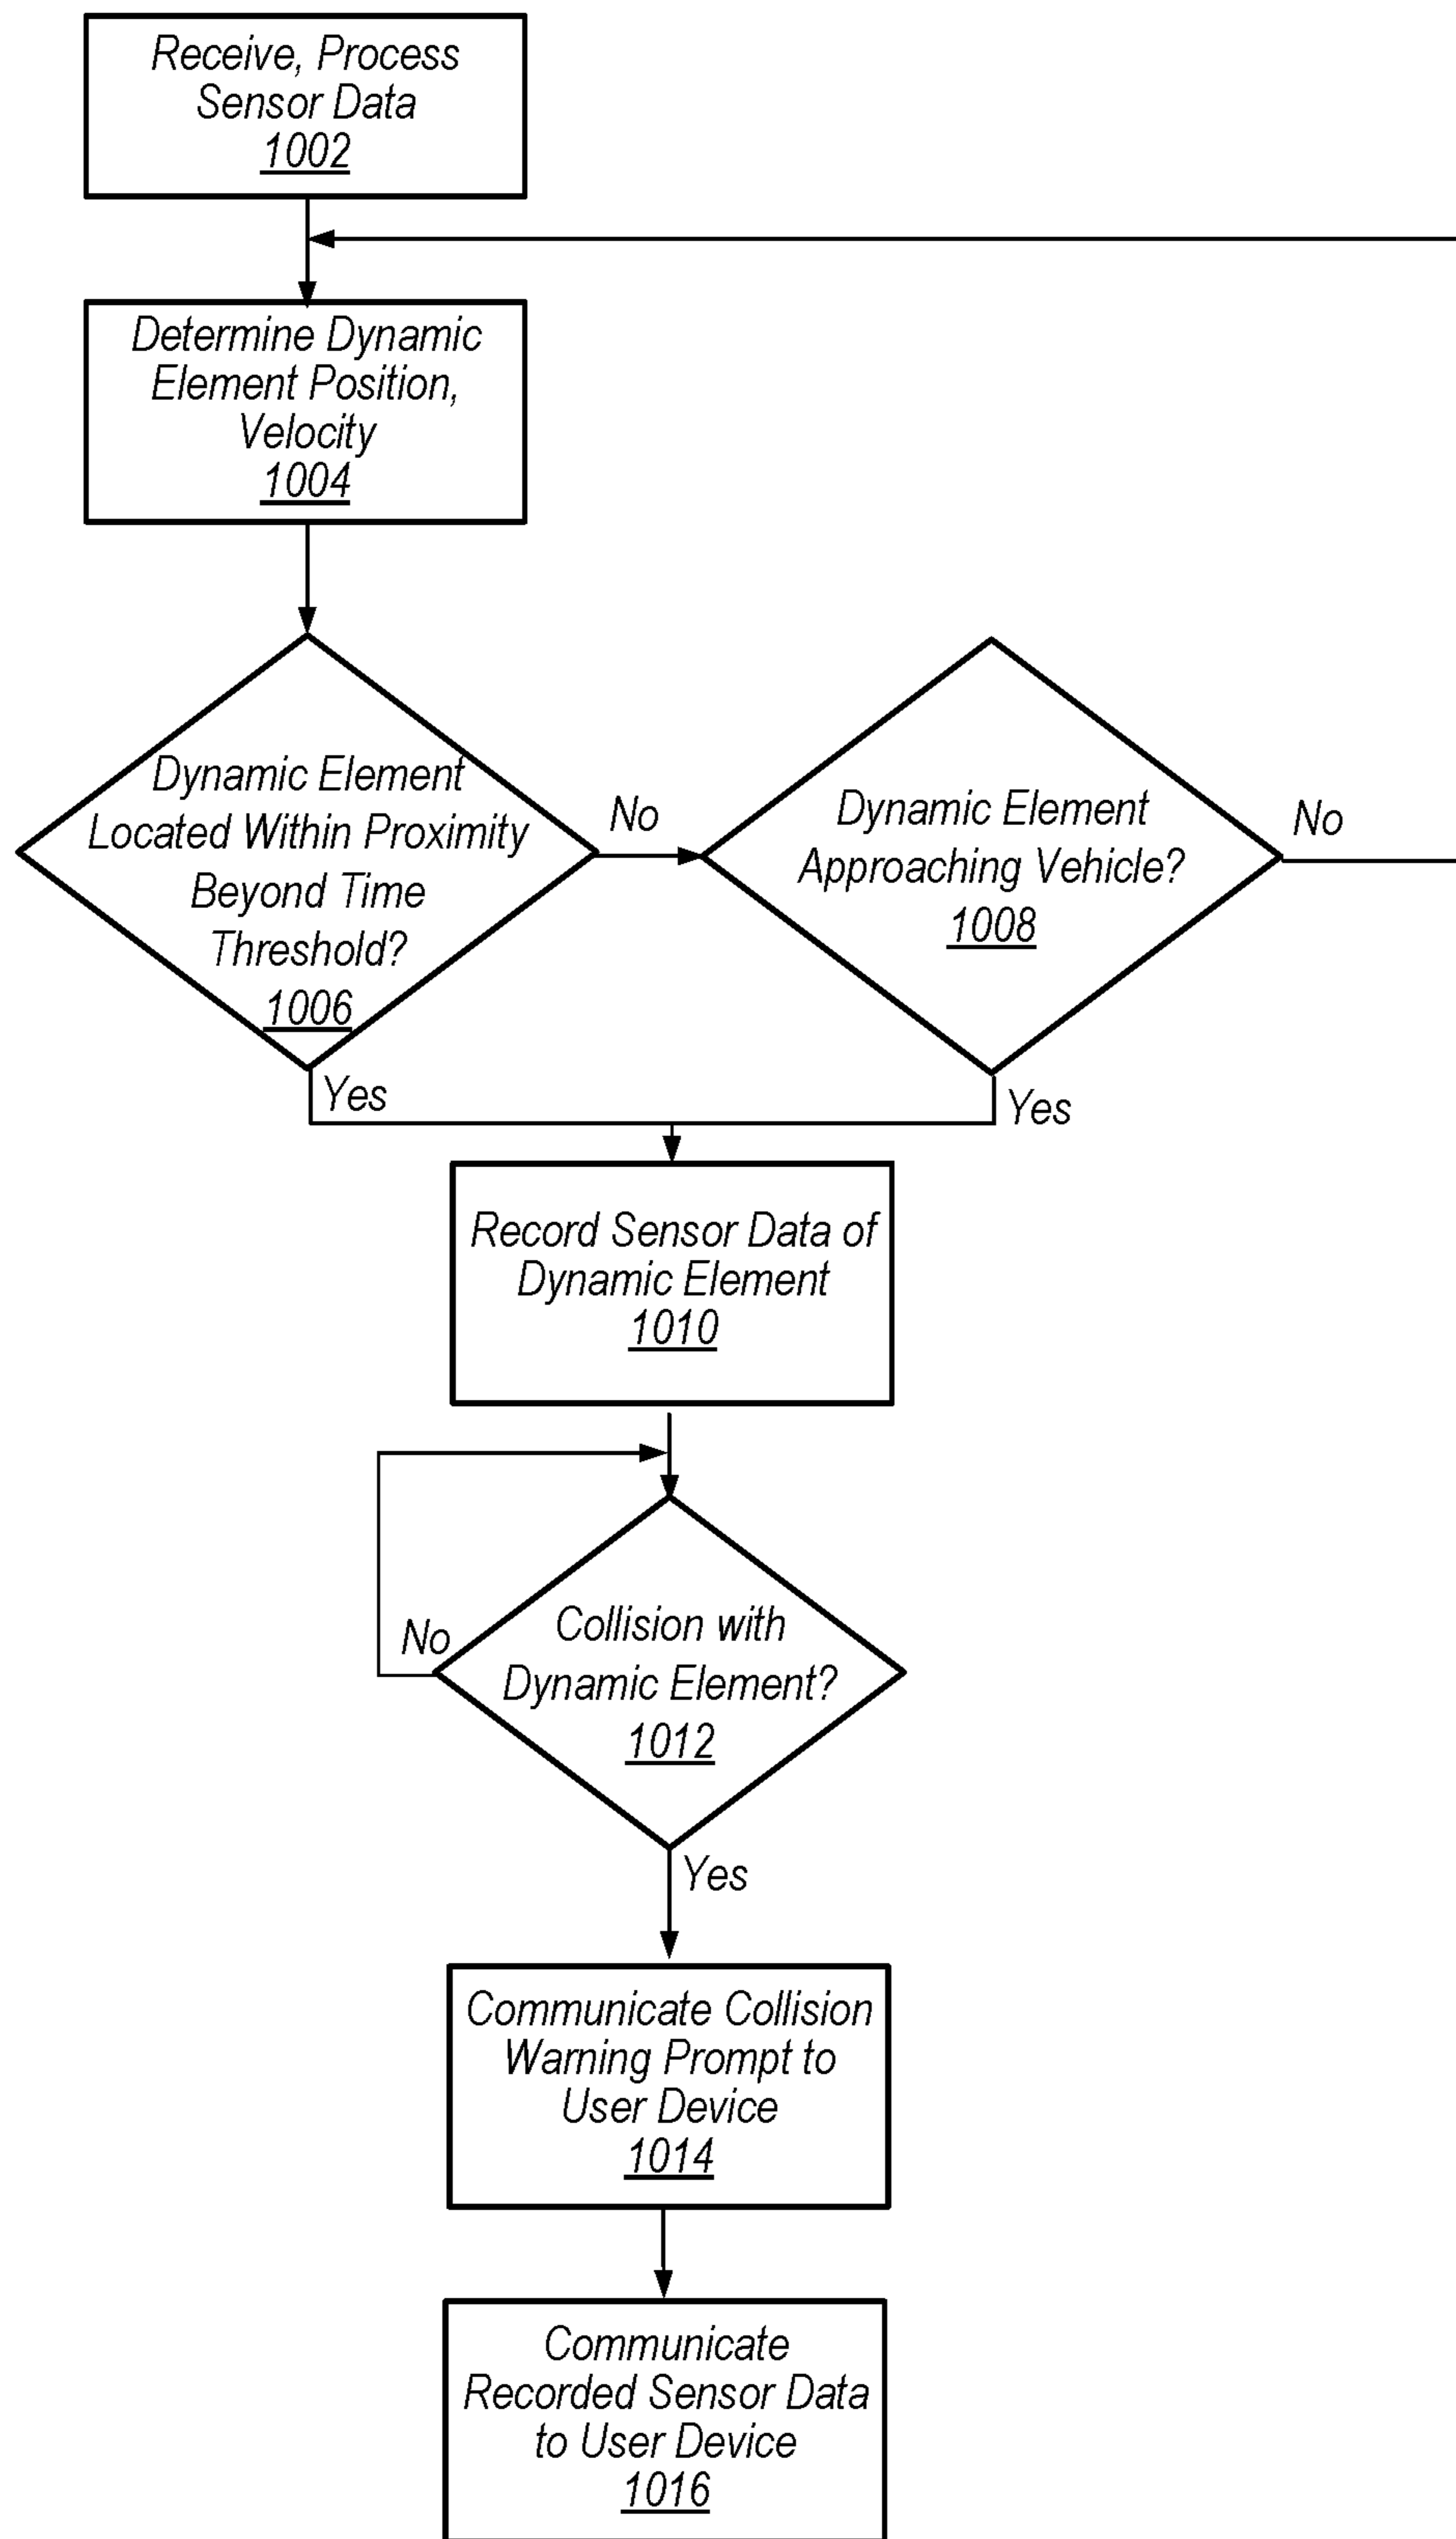 Receive, Process
Sensor Data
1002
Determine Dynamic
Element Position,
Velocity
1004
Dynamic Element
Located Within Proximity
Beyond Time
Threshold?
1006
No
Dynamic Element
Approaching Vehicle?
1008
No
Yes
Yes
Record Sensor Data of
Dynamic Element
1010
No
Collision with
Dynamic Element?
1012
Yes
Communicate Collision
Warning Prompt to
User Device
1014
Communicate
Recorded Sensor Data
to User Device
1016